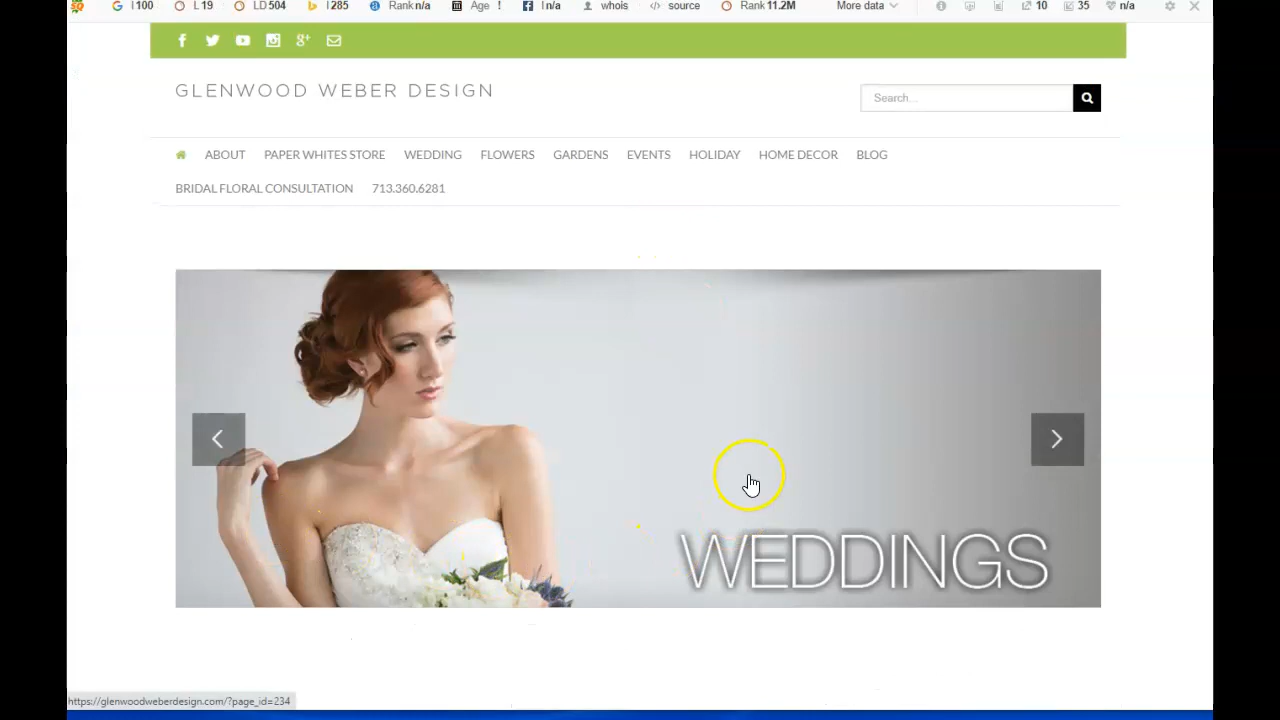 I 100 L 19 LD 504 I 285 Rank n/a Age ! I n/a whois source Rank 11.2M More data 10 35 n/a
GLENWOOD WEBER DESIGN
Search...
ABOUT PAPER WHITES STORE WEDDING FLOWERS GARDENS EVENTS HOLIDAY HOME DECOR BLOG
BRIDAL FLORAL CONSULTATION 713.360.6281
WEDDINGS
https://glenwoodweberdesign.com/?page_id=234